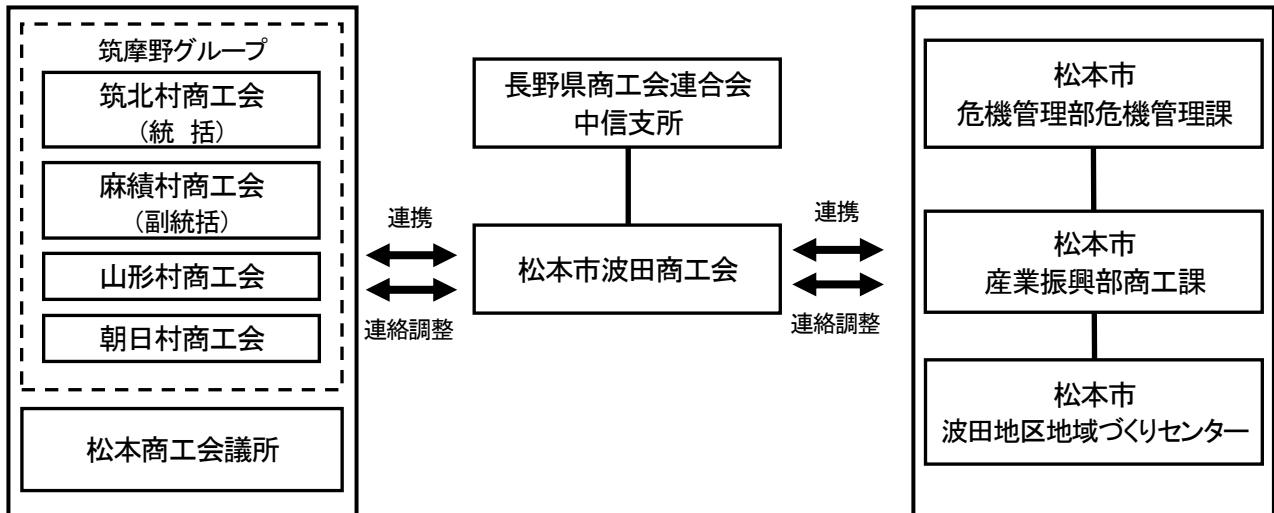 筑摩野グループ
筑北村商工会
（統 括）
麻績村商工会
（副統括）
山形村商工会
朝日村商工会
松本商工会議所
連携
連絡調整
長野県商工会連合会
中信支所
松本市波田商工会
連携
連絡調整
松本市
危機管理部危機管理課
松本市
産業振興部商工課
松本市
波田地区地域づくりセンター